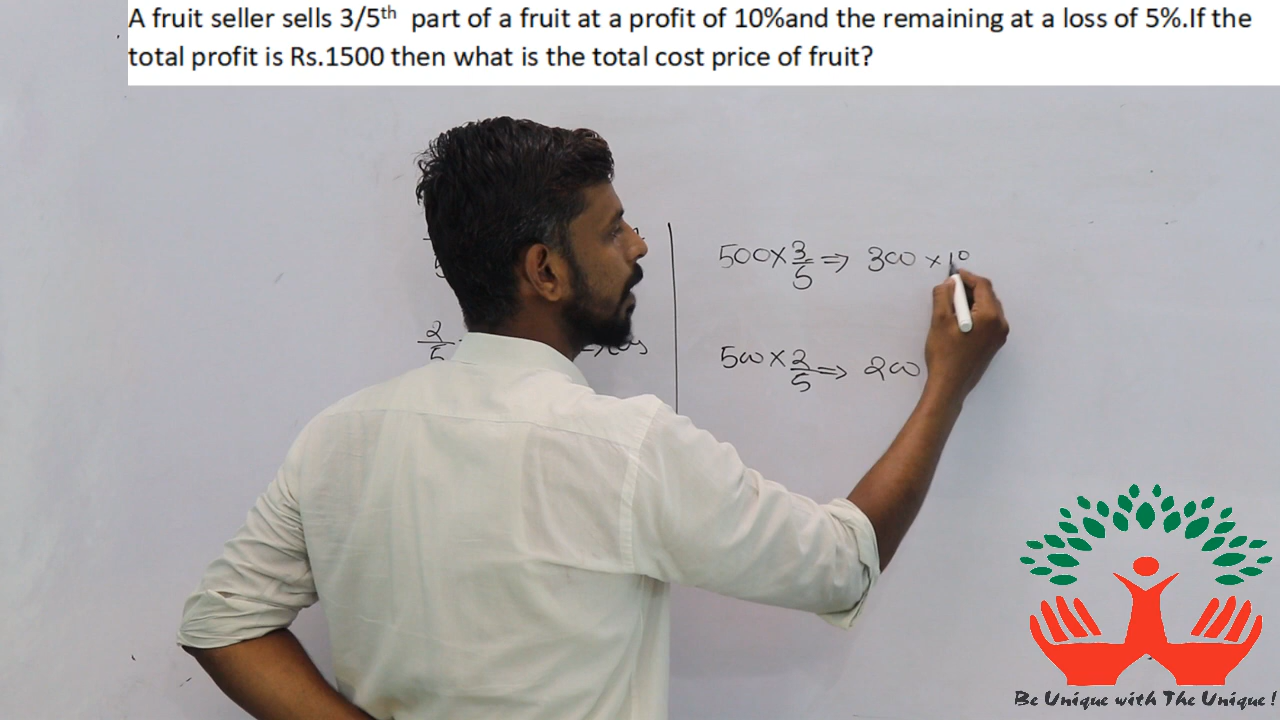 A fruit seller sells 3/5th part of a fruit at a profit of 10%and the remaining at a loss of 5%.If the
total profit is Rs.1500 then what is the total cost price of fruit?
500×3/5⇒ 300 ×10
2/5
500×2/5⇒ 200
Be Unique with The Unique!